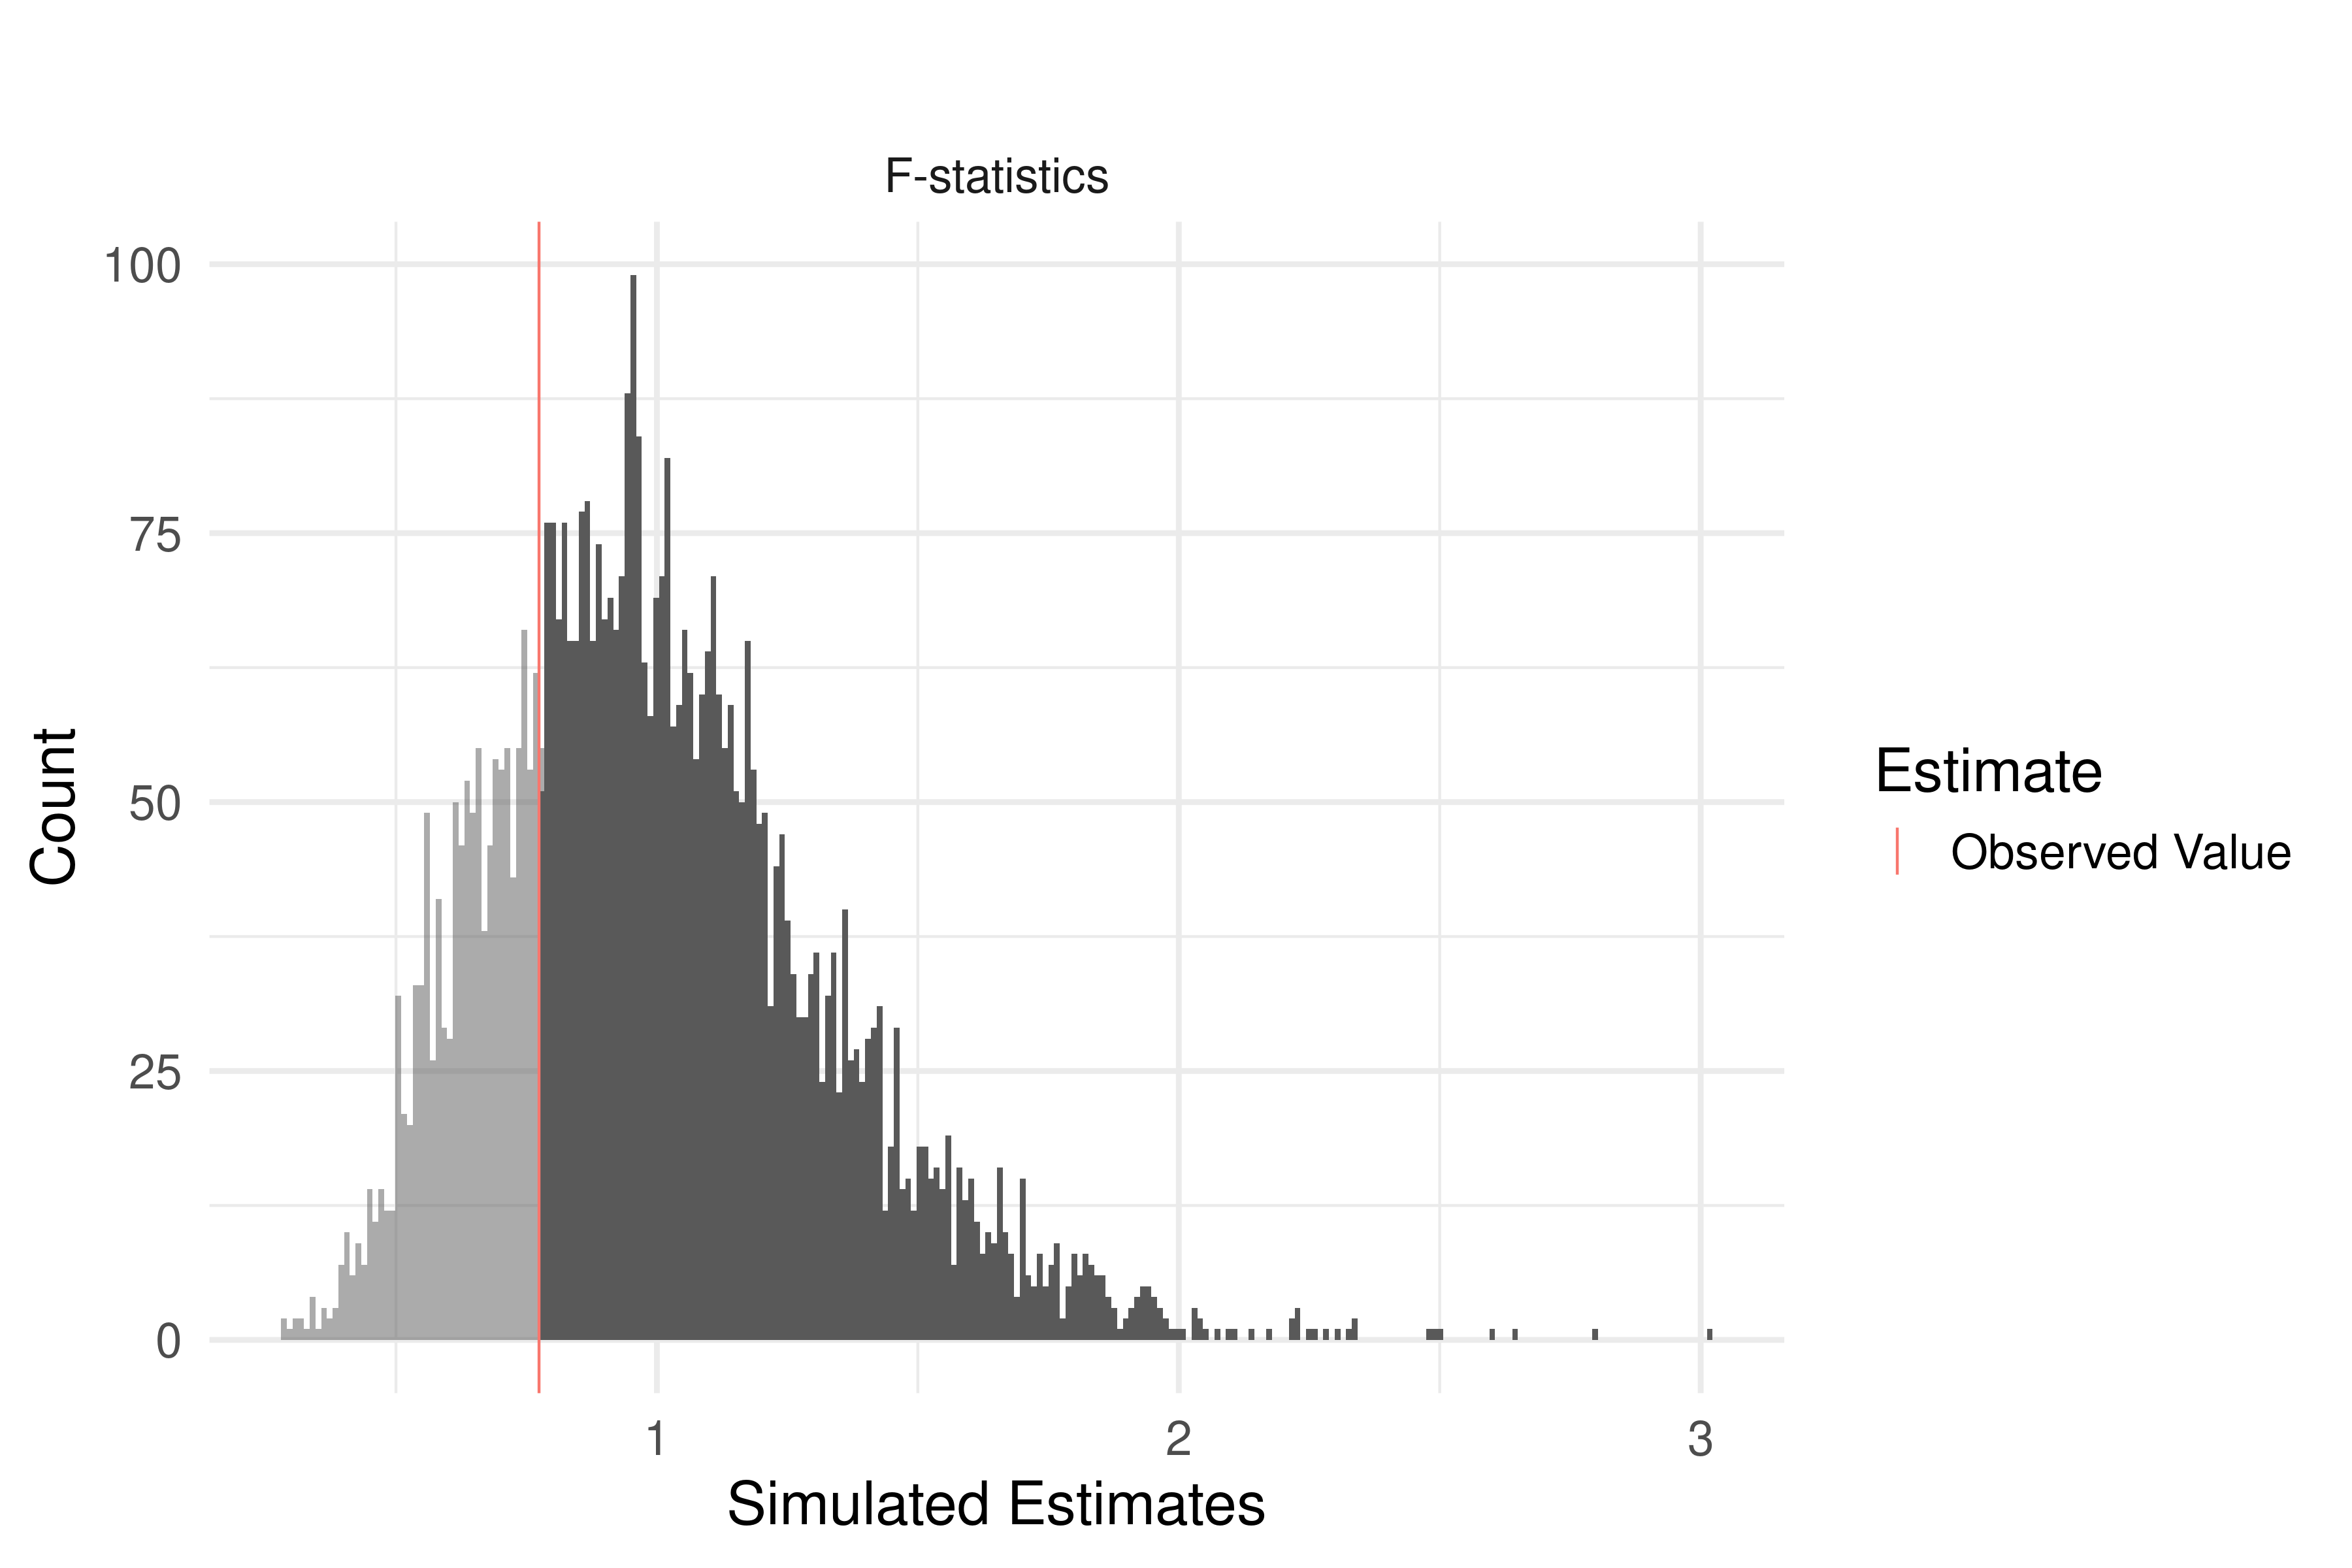 F-statistics
100
75
50
25
0
Count
1 2 3
Simulated Estimates
Estimate
Observed Value